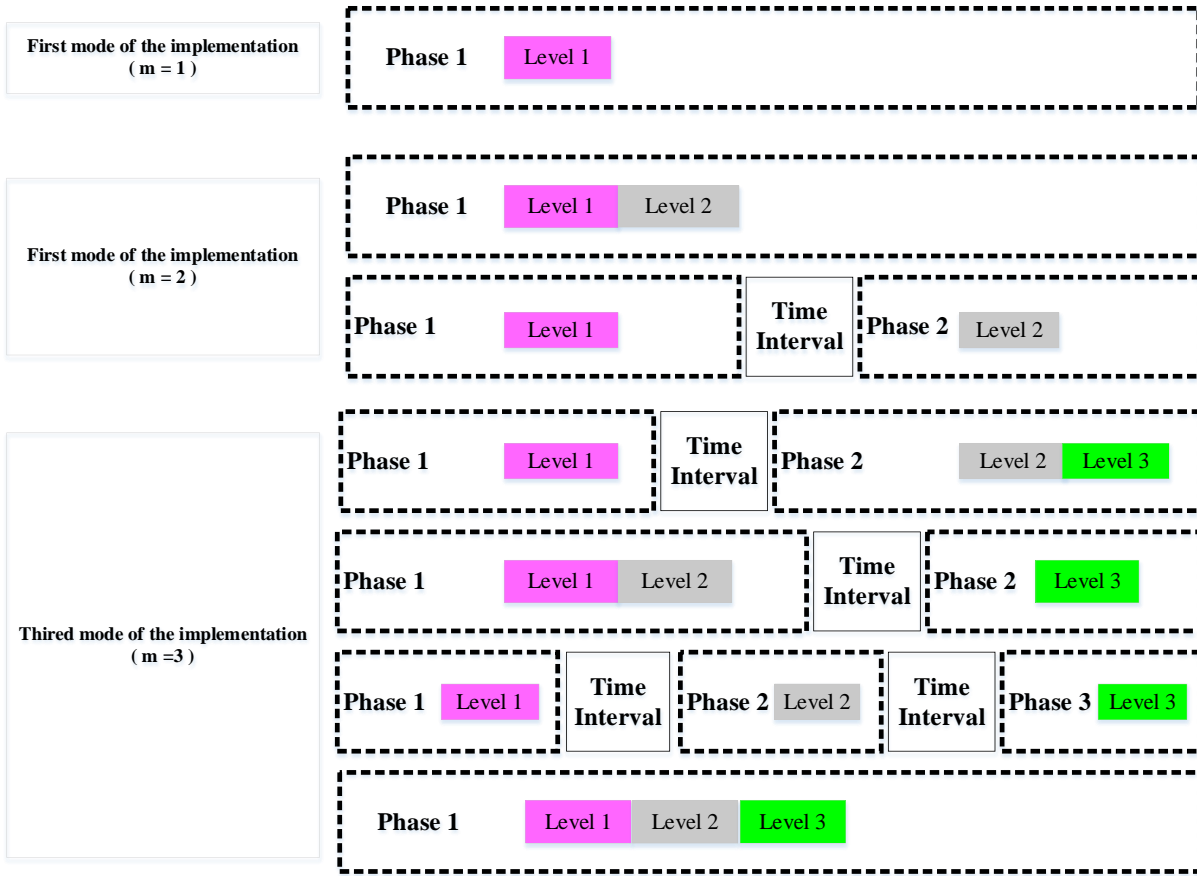 First mode of the implementation
( m = 1 )
Phase 1
Level 1
First mode of the implementation
( m = 2 )
Phase 1
Level 1
Level 2
Phase 1
Level 1
Time
Interval
Phase 2
Level 2
Thired mode of the implementation
( m =3 )
Phase 1
Level 1
Time
Interval
Phase 2
Level 2
Level 3
Phase 1
Level 1
Level 2
Time
Interval
Phase 2
Level 3
Phase 1
Level 1
Time
Interval
Phase 2
Level 2
Time
Interval
Phase 3
Level 3
Phase 1
Level 1
Level 2
Level 3